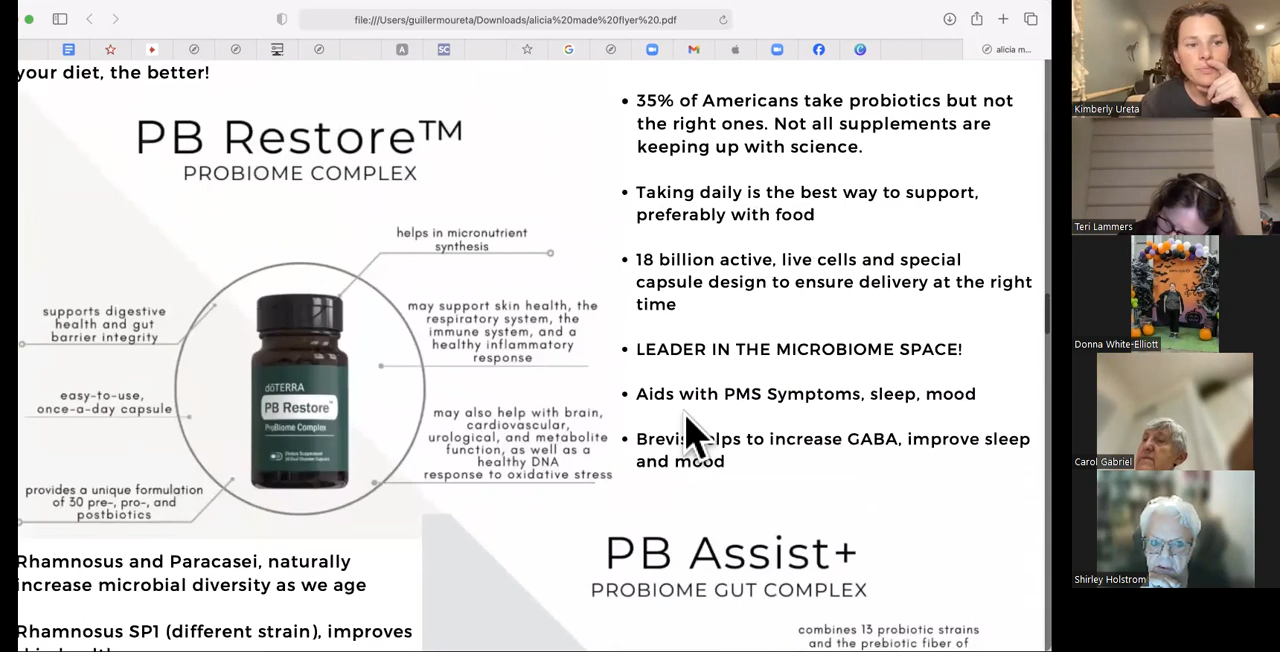 file:///Users/guillermoureta/Downloads/alicia%20made%20flyer%20.pdf
A
SC
alicia m...
your diet, the better!
PB Restore™
PROBIOME COMPLEX
helps in micronutrient
synthesis
supports digestive
health and gut
barrier integrity
may support skin health, the
respiratory system, the
immune system, and a
healthy inflammatory
response
easy-to-use,
once-a-day capsule
may also help with brain,
cardiovascular,
urological, and metabolite
function, as well as a
healthy DNA
response to oxidative stress
provides a unique formulation
of 30 pre-, pro-, and
postbiotics
dōTERRA
PB Restore™
ProBiome Complex
Rhamnosus and Paracasei, naturally
increase microbial diversity as we age
Rhamnosus SP1 (different strain), improves
• 35% of Americans take probiotics but not
the right ones. Not all supplements are
keeping up with science.
• Taking daily is the best way to support,
preferably with food
• 18 billion active, live cells and special
capsule design to ensure delivery at the right
time
• LEADER IN THE MICROBIOME SPACE!
• Aids with PMS Symptoms, sleep, mood
• Brevis helps to increase GABA, improve sleep
and mood
PB Assist+
PROBIOME GUT COMPLEX
combines 13 probiotic strains
and the prebiotic fiber of
Kimberly Ureta
Teri Lammers
Donna White-Elliott
Carol Gabriel
Shirley Holstrom